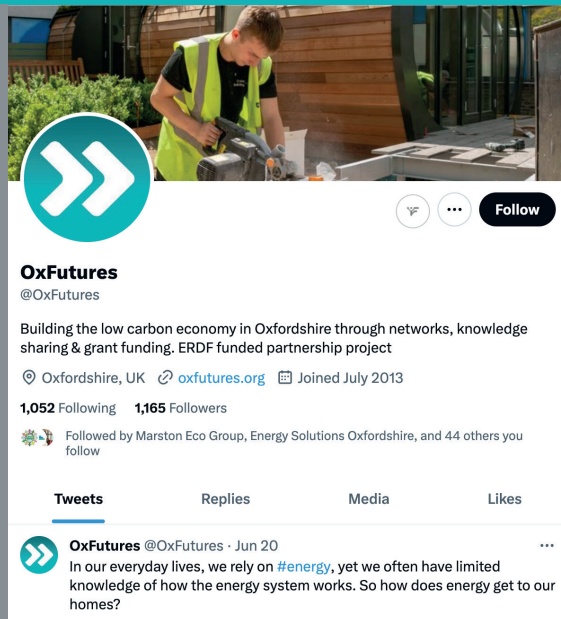 Follow
OxFutures
@OxFutures
Building the low carbon economy in Oxfordshire through networks, knowledge
sharing & grant funding. ERDF funded partnership project
Oxfordshire, UK oxfutures.org Joined July 2013
1,052 Following 1,165 Followers
Followed by Marston Eco Group, Energy Solutions Oxfordshire, and 44 others you
follow
Tweets Replies Media Likes
OxFutures @OxFutures · Jun 20
In our everyday lives, we rely on #energy, yet we often have limited
knowledge of how the energy system works. So how does energy get to our
homes?